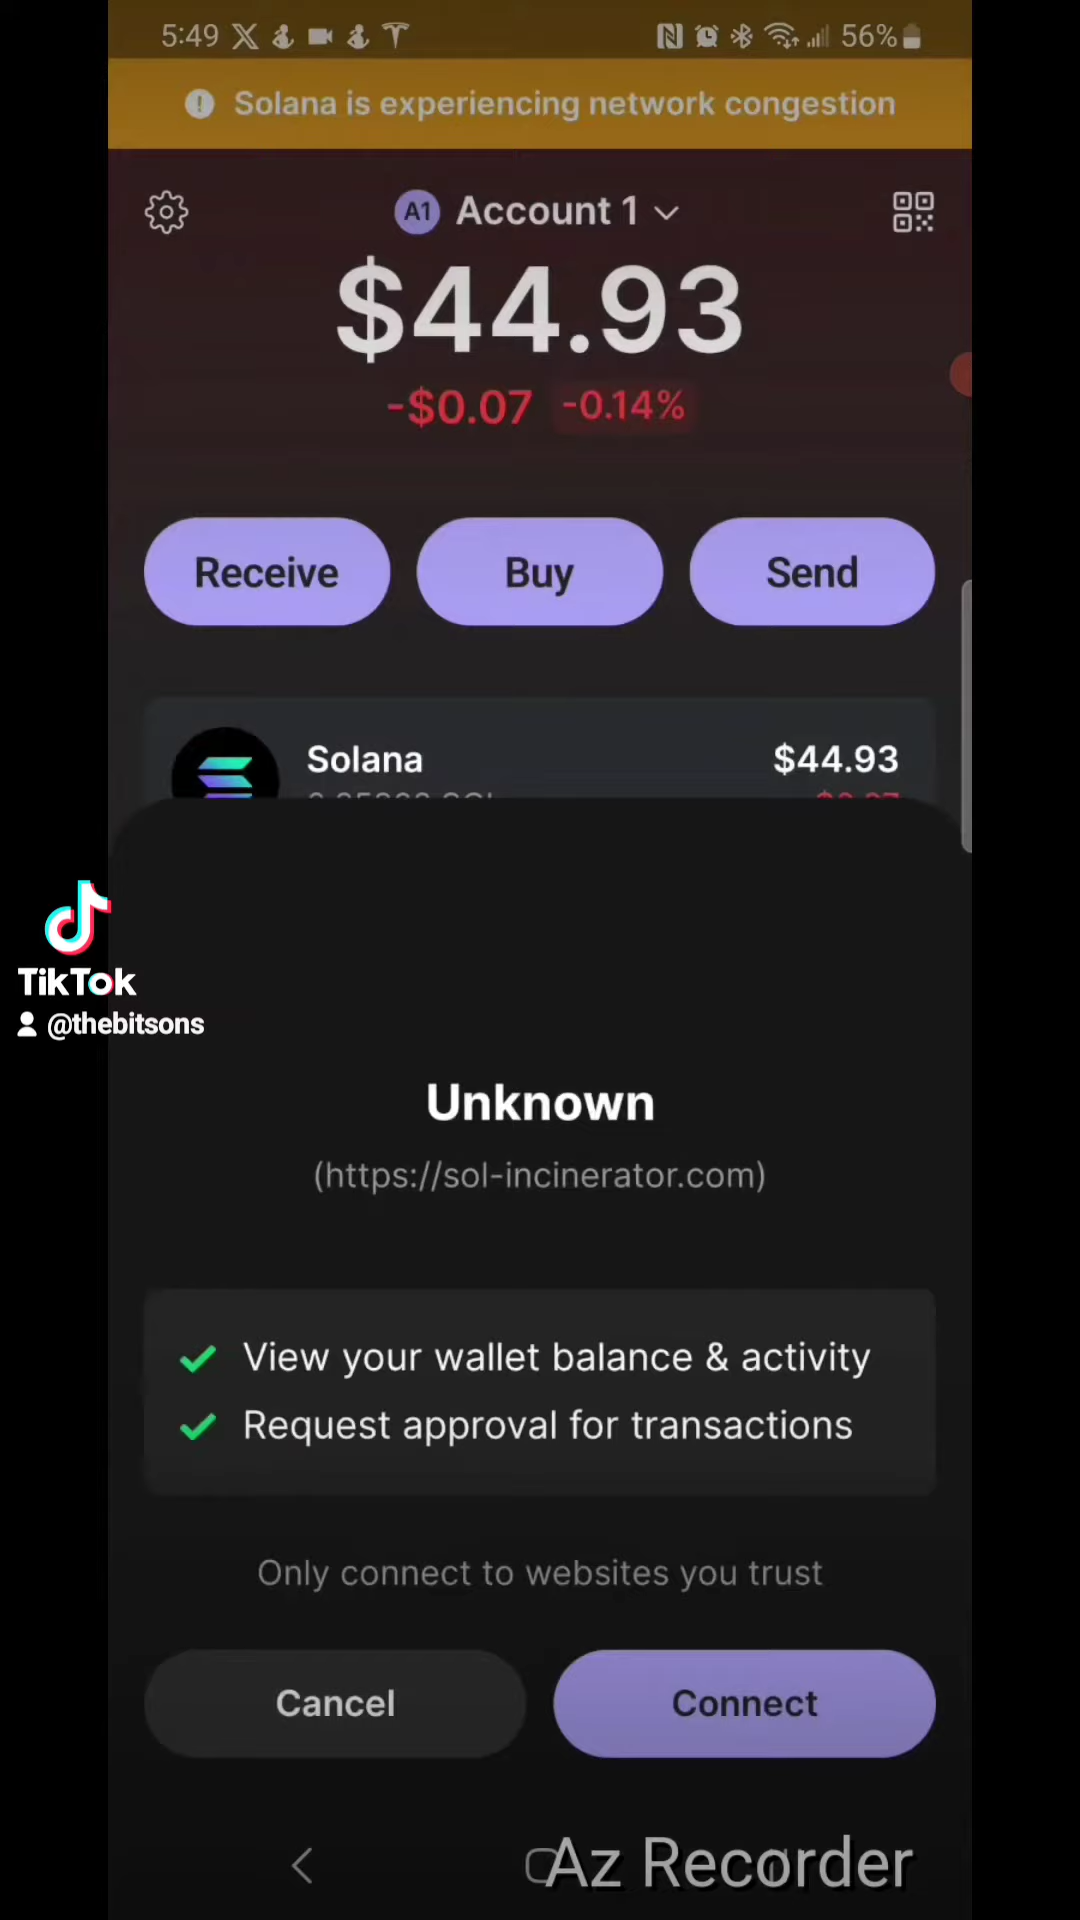 5:49
56%
Solana is experiencing network congestion
A1 Account 1
$44.93
-$0.07 -0.14%
Receive
Buy
Send
Solana
$44.93
TikTok
@thebitsons
Unknown
(https://sol-incinerator.com)
View your wallet balance & activity
Request approval for transactions
Only connect to websites you trust
Cancel
Connect
Az Recorder